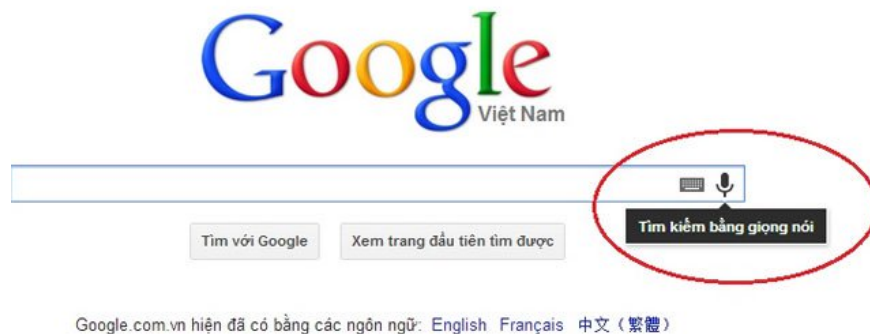 Google
Việt Nam
Tìm kiếm bằng giọng nói
Tìm với Google
Xem trang đầu tiên tìm được
Google.com.vn hiện đã có bằng các ngôn ngữ: English Français 中文（繁體）